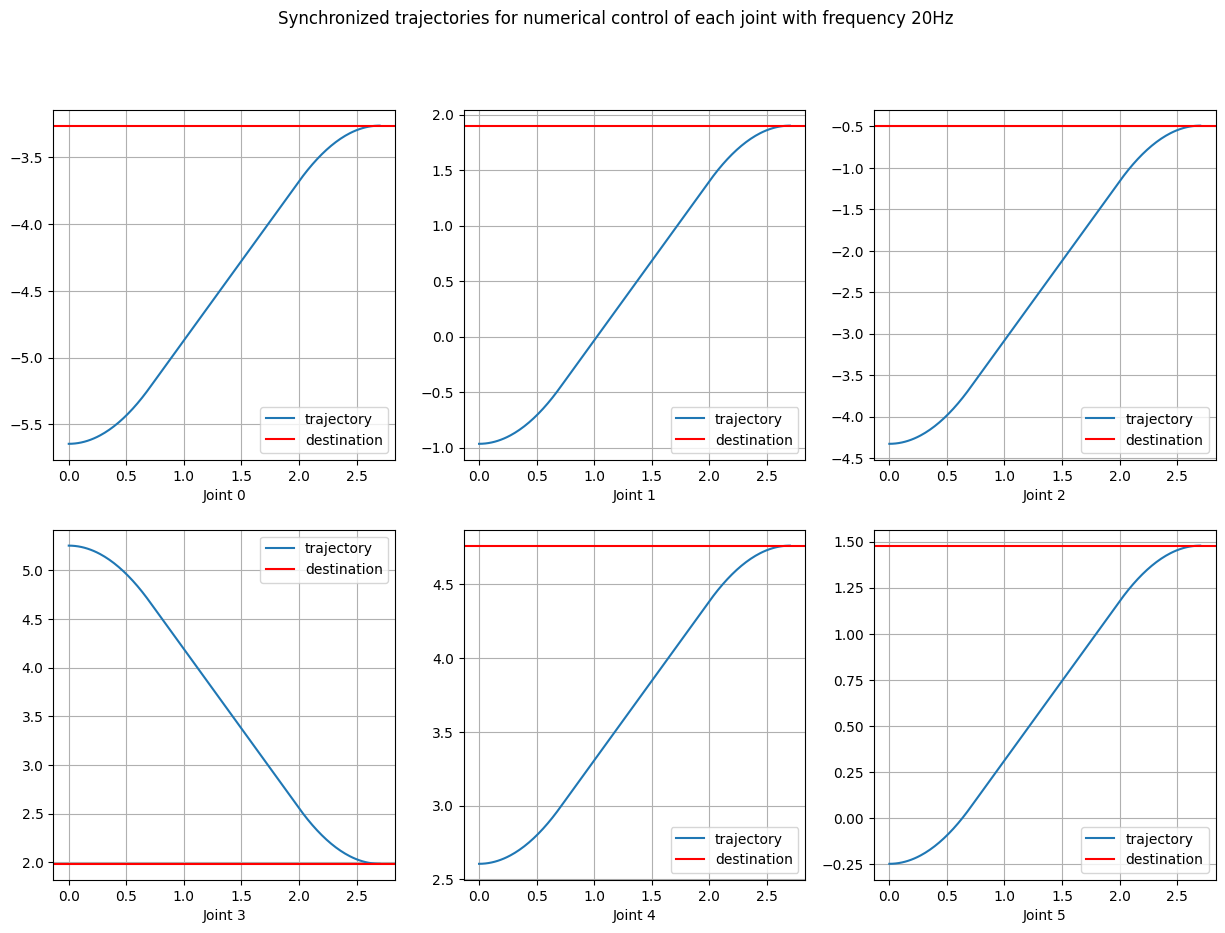 Synchronized trajectories for numerical control of each joint with frequency 20Hz
−3.5
−4.0
−4.5
−5.0
−5.5
0.0 0.5 1.0 1.5 2.0 2.5
Joint 0
trajectory
destination
2.0
1.5
1.0
0.5
0.0
−0.5
−1.0
0.0 0.5 1.0 1.5 2.0 2.5
Joint 1
trajectory
destination
−0.5
−1.0
−1.5
−2.0
−2.5
−3.0
−3.5
−4.0
−4.5
0.0 0.5 1.0 1.5 2.0 2.5
Joint 2
trajectory
destination
5.0
4.5
4.0
3.5
3.0
2.5
2.0
0.0 0.5 1.0 1.5 2.0 2.5
Joint 3
trajectory
destination
4.5
4.0
3.5
3.0
2.5
0.0 0.5 1.0 1.5 2.0 2.5
Joint 4
trajectory
destination
1.50
1.25
1.00
0.75
0.50
0.25
0.00
−0.25
0.0 0.5 1.0 1.5 2.0 2.5
Joint 5
trajectory
destination